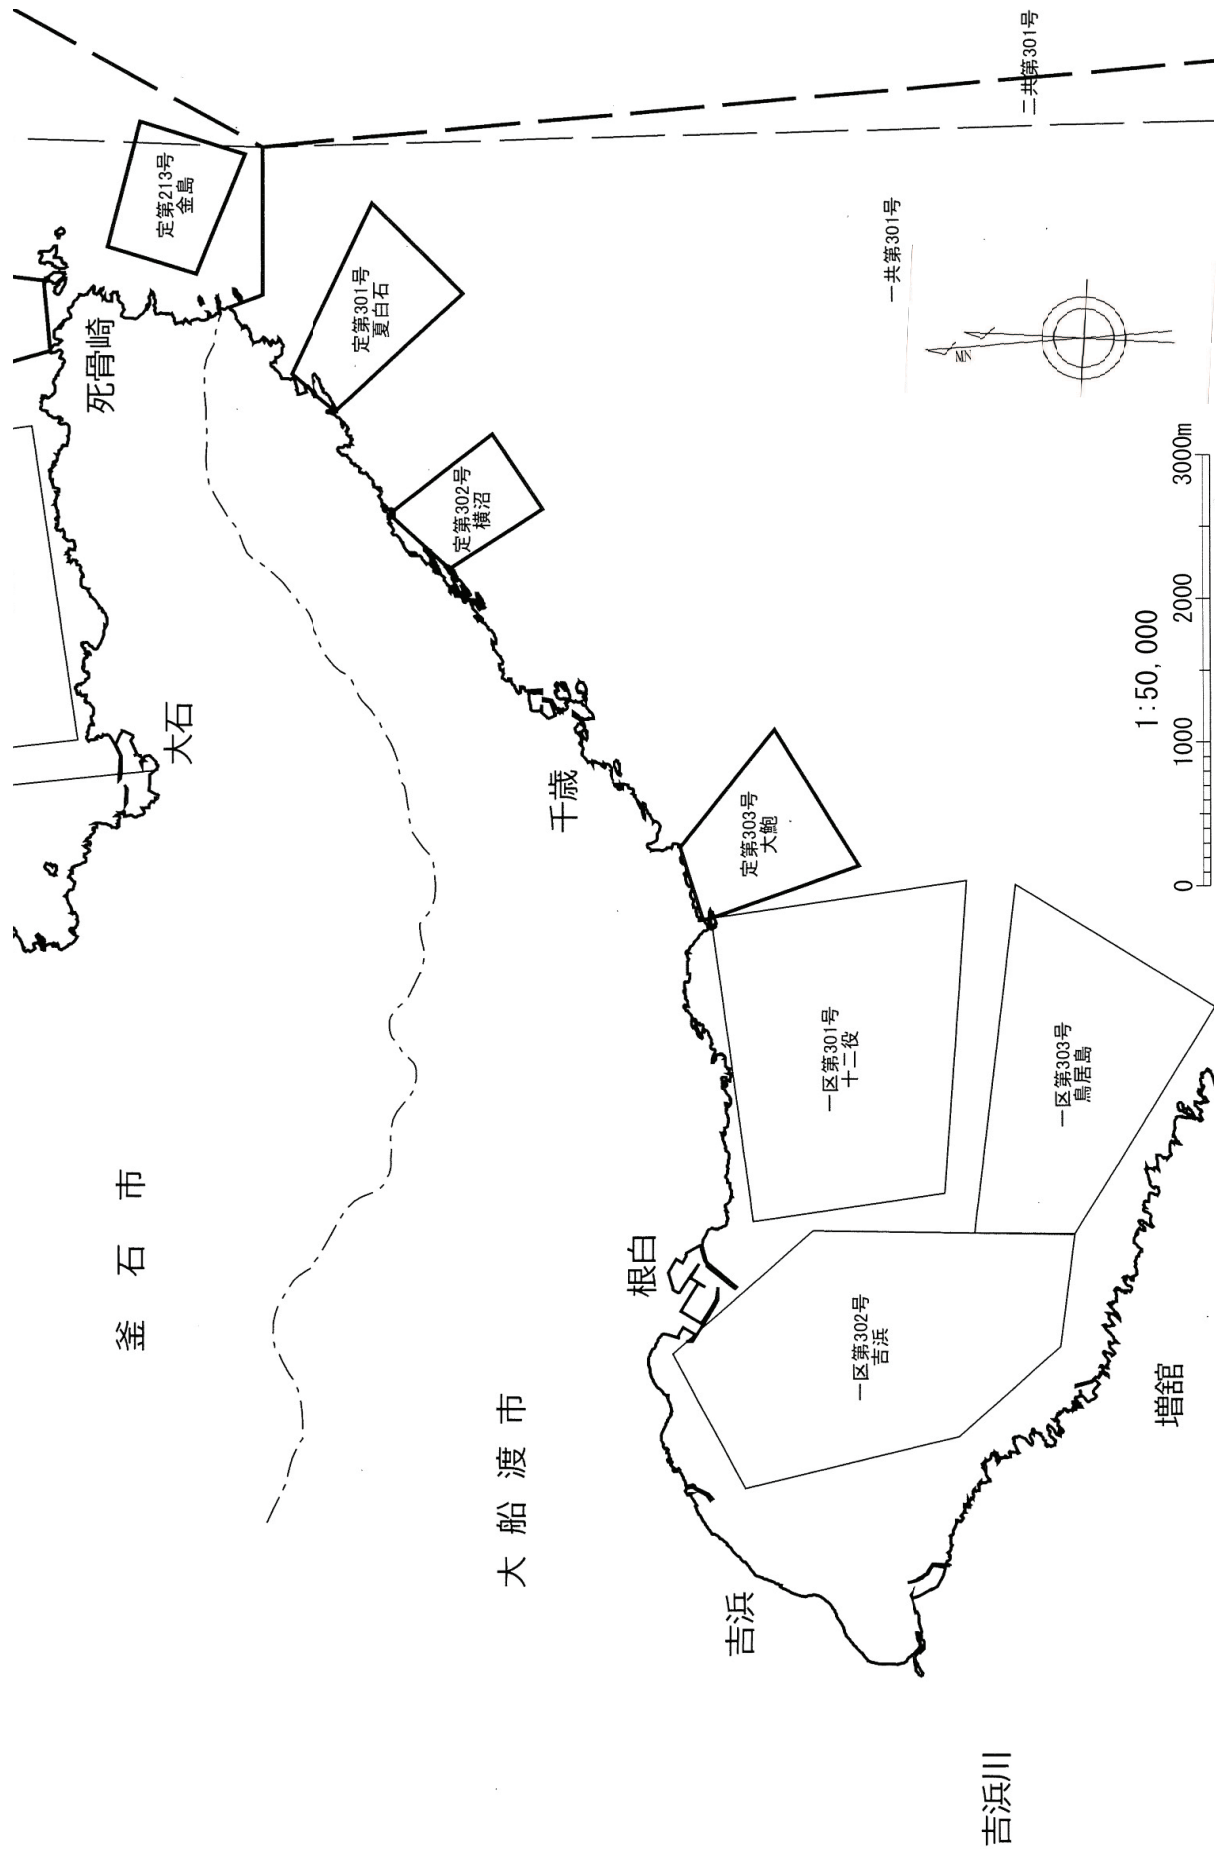 二共第301号
定第213号
金島
死骨崎
定第301号
夏白石
一共第301号
MN
定第302号
横沼
大石
千歳
定第303号
大鮑
1:50,000
0 1000 2000 3000m
一区第301号
十二役
一区第303号
鳥居島
釜石市
根白
一区第302号
吉浜
増舘
大船渡市
吉浜
吉浜川